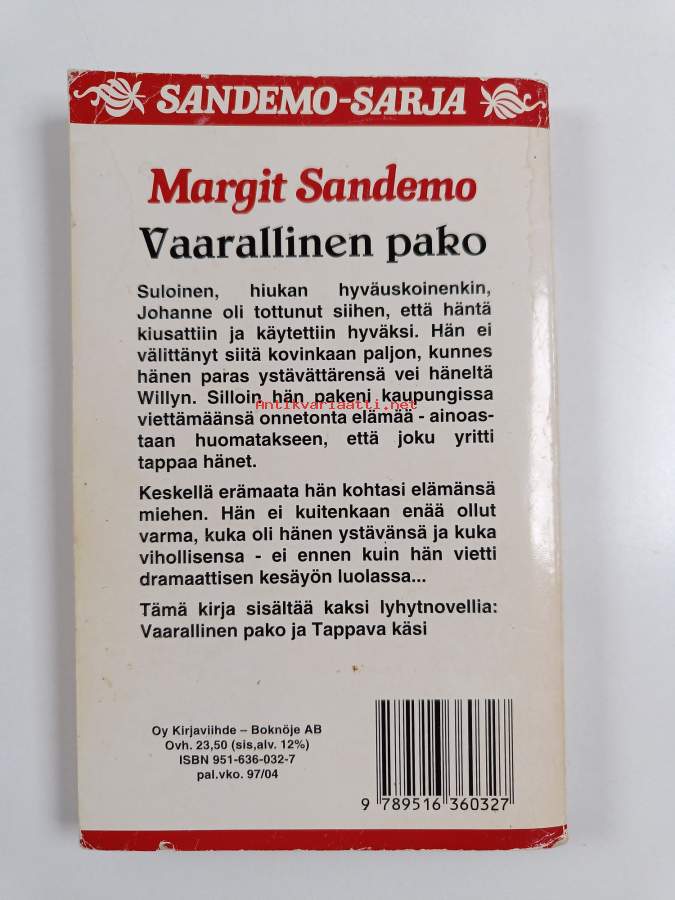 SANDEMO-SARJA
Margit Sandemo
Vaarallinen pako
Suloinen, hiukan hyväuskoinenkin,
Johanne oli tottunut siihen, että häntä
kiusattiin ja käytettiin hyväksi. Hän ei
välittänyt siitä kovinkaan paljon, kunnes
hänen paras ystävättärensä vei häneltä
Willyn. Silloin hän pakeni kaupungissa
Antikvariaatti.net
viettämäänsä onnetonta elämää - ainoas-
taan huomatakseen, että joku yritti
tappaa hänet.
Keskellä erämaata hän kohtasi elämänsä
miehen. Hän ei kuitenkaan enää ollut
varma, kuka oli hänen ystävänsä ja kuka
vihollisensa - ei ennen kuin hän vietti
dramaattisen kesäyön luolassa...
Tämä kirja sisältää kaksi lyhytnovellia:
Vaarallinen pako ja Tappava käsi
Oy Kirjaviihde – Boknöje AB
Ovh. 23,50 (sis,alv. 12%)
ISBN 951-636-032-7
pal.vko. 97/04
9 789516 360327